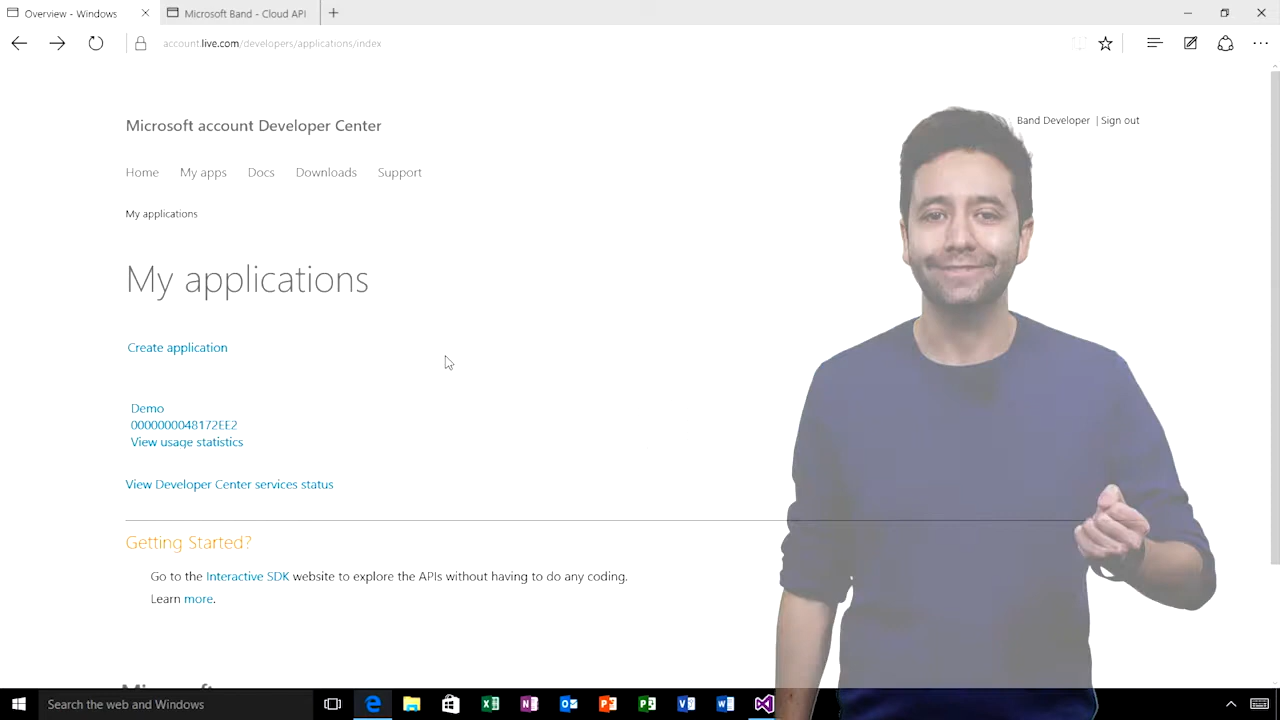 Overview - Windows
Microsoft Band - Cloud API
account.live.com/developers/applications/index
Microsoft account Developer Center
Band Developer | Sign out
Home My apps Docs Downloads Support
My applications
My applications
Create application
Demo
0000000048172EE2
View usage statistics
View Developer Center services status
Getting Started?
Go to the Interactive SDK website to explore the APIs without having to do any coding.
Learn more.
Microsoft
Search the web and Windows